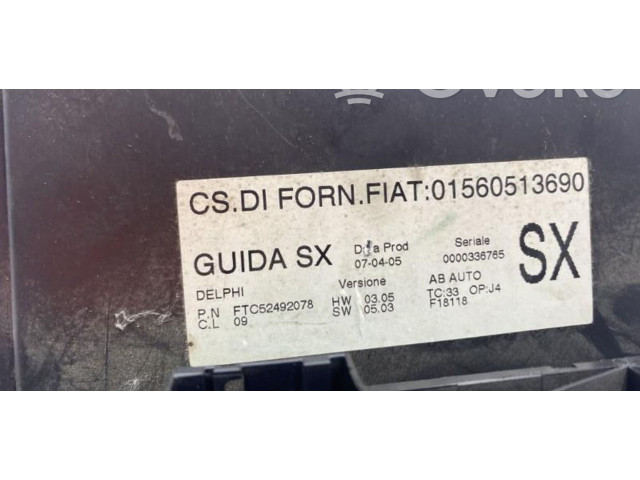 CS.DI FORN.FIAT:01560513690
GUIDA SX
Prod
07-04-05
Seriale
0000336765
SX
DELPHI
P.N FTC52492078
C.L 09
Versione
HW 03.05
SW 05.03
AB AUTO
TC:33 OP:J4
F18118